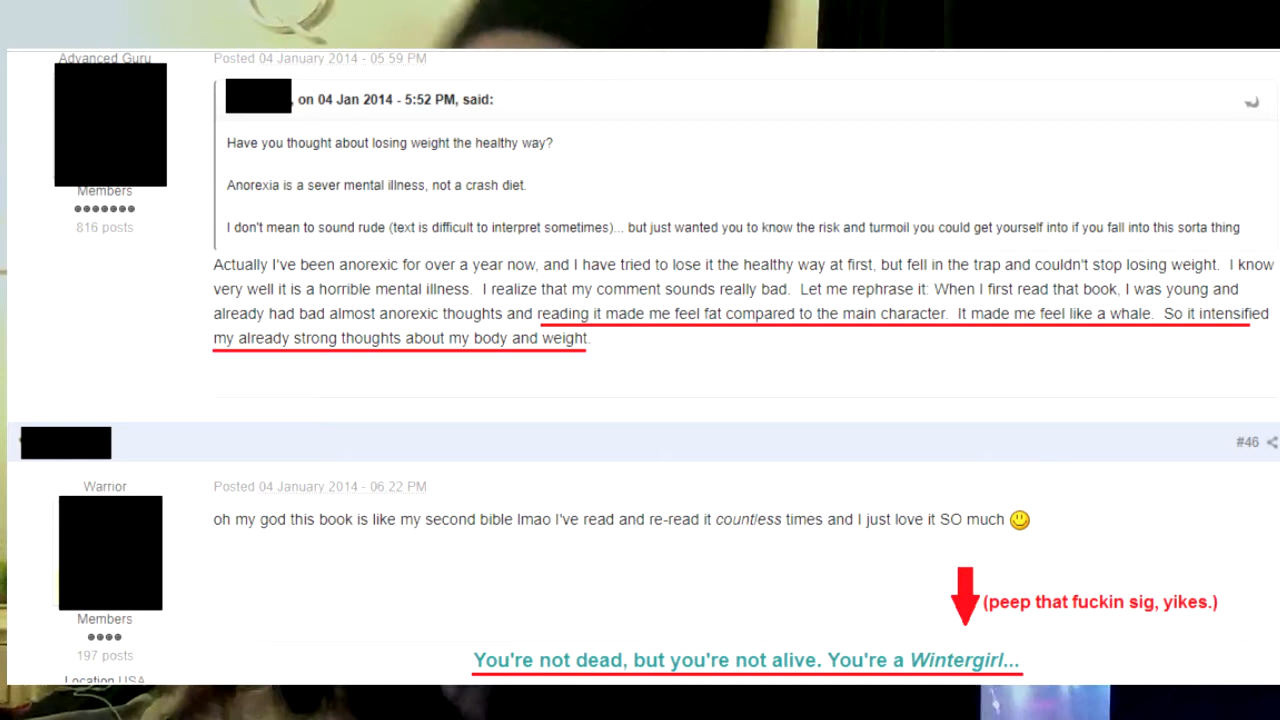 Advanced Guru
Posted 04 January 2014 - 05:59 PM
, on 04 Jan 2014 - 5:52 PM, said:
Have you thought about losing weight the healthy way?
Anorexia is a sever mental illness, not a crash diet.
I don't mean to sound rude (text is difficult to interpret sometimes)... but just wanted you to know the risk and turmoil you could get yourself into if you fall into this sorta thing
Members
816 posts
Actually I've been anorexic for over a year now, and I have tried to lose it the healthy way at first, but fell in the trap and couldn't stop losing weight. I know
very well it is a horrible mental illness. I realize that my comment sounds really bad. Let me rephrase it: When I first read that book, I was young and
already had bad almost anorexic thoughts and reading it made me feel fat compared to the main character. It made me feel like a whale. So it intensified
my already strong thoughts about my body and weight.
#46
Warrior
Posted 04 January 2014 - 06:22 PM
oh my god this book is like my second bible lmao I've read and re-read it countless times and I just love it SO much
(peep that fuckin sig, yikes.)
Members
197 posts
Location USA
You're not dead, but you're not alive. You're a Wintergirl...